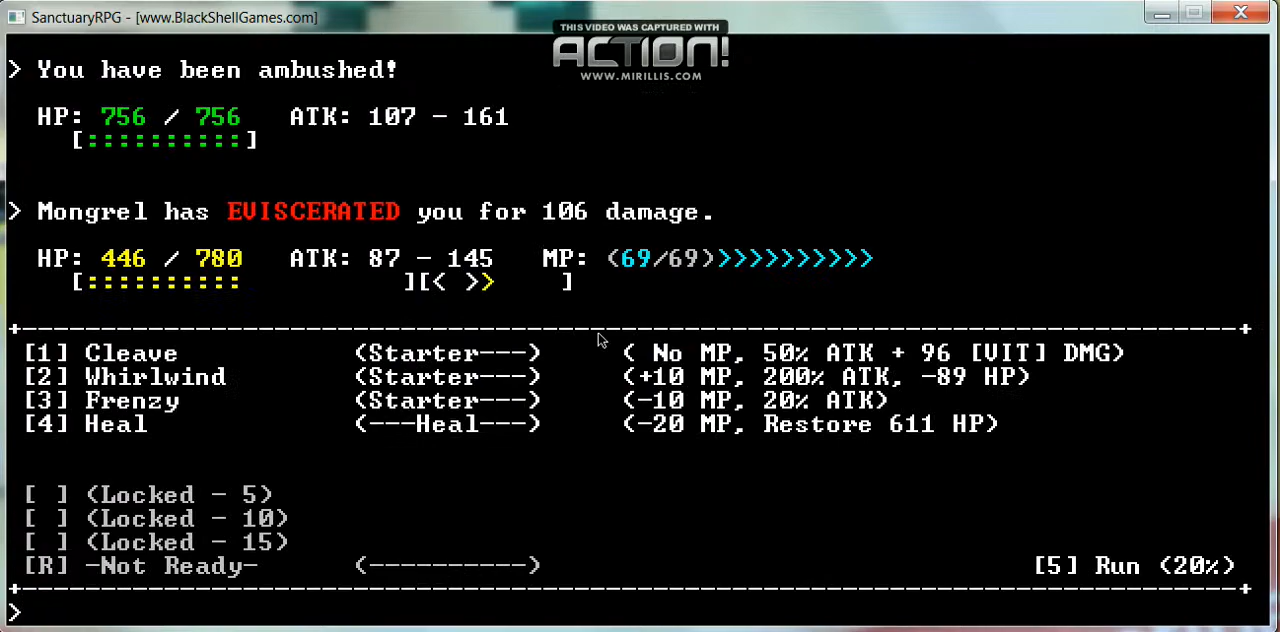 SanctuaryRPG - [www.BlackShellGames.com]
THIS VIDEO WAS CAPTURED WITH
ACTION!
WWW.MIRILLIS.COM
> You have been ambushed!
HP: 756 / 756 ATK: 107 - 161
[::::::::::]
> Mongrel has EVISCERATED you for 106 damage.
HP: 446 / 780 ATK: 87 - 145 MP: (69/69)>>>>>>>>>>
[:::::::::: ][< >> ]
+------------------------------------------------------------------------------+
[1] Cleave (Starter---) ( No MP, 50% ATK + 96 [VIT] DMG)
[2] Whirlwind (Starter---) (+10 MP, 200% ATK, -89 HP)
[3] Frenzy (Starter---) (-10 MP, 20% ATK)
[4] Heal (---Heal---) (-20 MP, Restore 611 HP)
[ ] (Locked - 5)
[ ] (Locked - 10)
[ ] (Locked - 15)
[R] -Not Ready- (----------) [5] Run (20%)
+------------------------------------------------------------------------------+
>